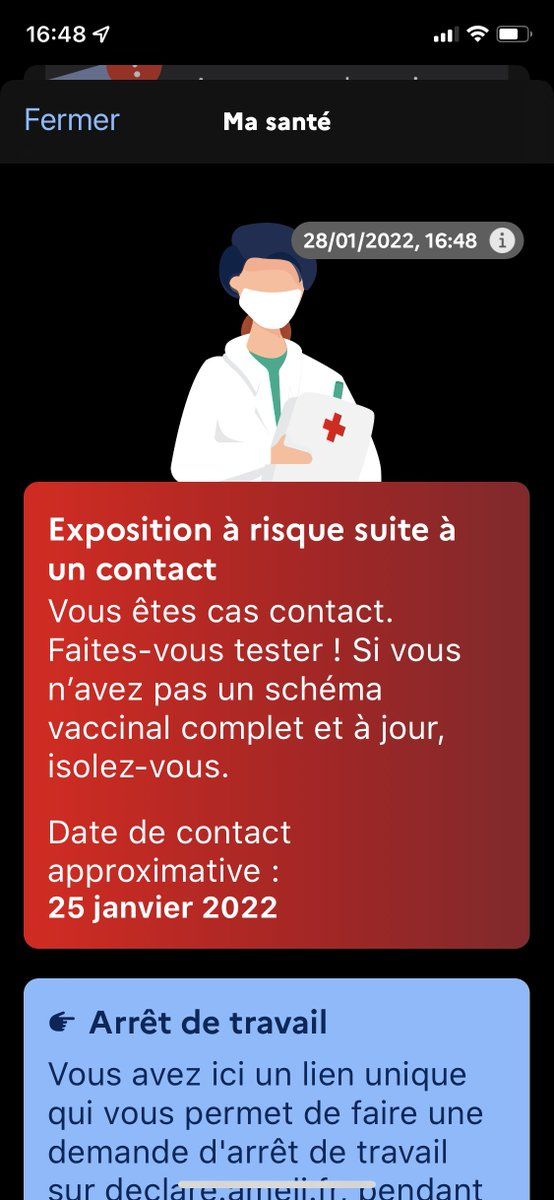 16:48
Fermer
Ma santé
28/01/2022, 16:48
Exposition à risque suite à
un contact
Vous êtes cas contact.
Faites-vous tester ! Si vous
n’avez pas un schéma
vaccinal complet et à jour,
isolez-vous.
Date de contact
approximative :
25 janvier 2022
Arrêt de travail
Vous avez ici un lien unique
qui vous permet de faire une
demande d'arrêt de travail
sur declare.ameli.fr, pendant